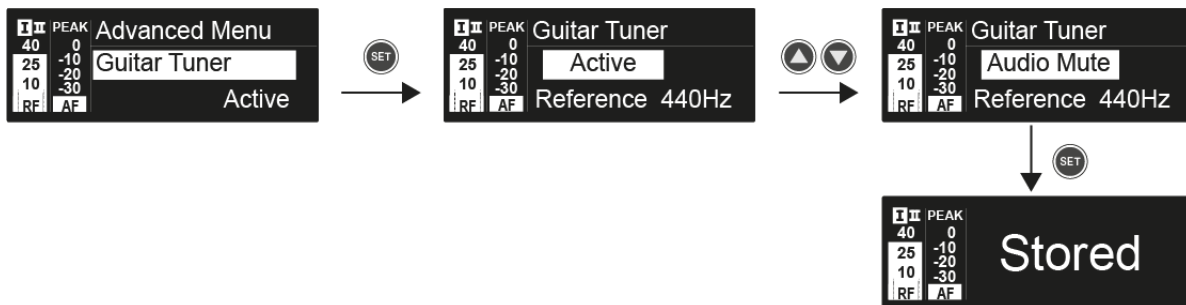 I II PEAK Advanced Menu
40 0
25 -10 Guitar Tuner
-20
10 -30
RF AF Active
SET
I II PEAK Guitar Tuner
40 0
25 -10 Active
-20
10 -30
RF AF Reference 440Hz
I II PEAK Guitar Tuner
40 0
25 -10 Audio Mute
-20
10 -30
RF AF Reference 440Hz
SET
I II PEAK
40 0
25 -10 Stored
-20
10 -30
RF AF